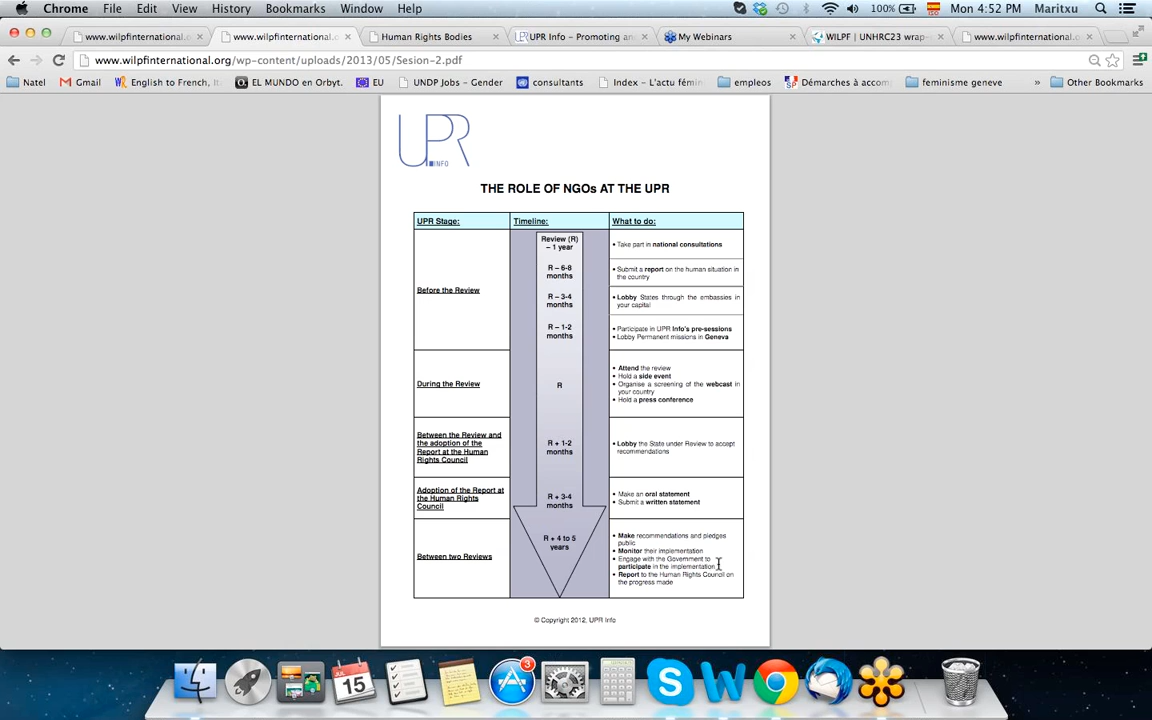 Chrome File Edit View History Bookmarks Window Help 100% Mon 4:52 PM Maritxu
www.wilpfinternational.o
www.wilpfinternational.o
Human Rights Bodies
UPR Info – Promoting an
My Webinars
WILPF | UNHRC23 wrap-
www.wilpfinternational.o
www.wilpfinternational.org/wp-content/uploads/2013/05/Sesion-2.pdf
Natel
Gmail
English to French, It
EL MUNDO en Orbyt.
EU
UNDP Jobs - Gender
consultants
Index - L'actu fémin
empleos
Démarches à accom
feminisme geneve
»
Other Bookmarks
UPR
INFO
THE ROLE OF NGOs AT THE UPR
UPR Stage:
Timeline:
What to do:
Before the Review
Review (R)
– 1 year
• Take part in national consultations
R – 6-8
months
• Submit a report on the human situation in
the country
R – 3-4
months
• Lobby States through the embassies in
your capital
R – 1-2
months
• Participate in UPR Info's pre-sessions
• Lobby Permanent missions in Geneva
During the Review
R
• Attend the review
• Hold a side event
• Organise a screening of the webcast in
your country
• Hold a press conference
Between the Review and
the adoption of the
Report at the Human
Rights Council
R + 1-2
months
• Lobby the State under Review to accept
recommendations
Adoption of the Report at
the Human Rights
Council
R + 3-4
months
• Make an oral statement
• Submit a written statement
Between two Reviews
R + 4 to 5
years
• Make recommendations and pledges
public
• Monitor their implementation
• Engage with the Government to
participate in the implementation
• Report to the Human Rights Council on
the progress made
© Copyright 2012, UPR Info
JUL
15
3